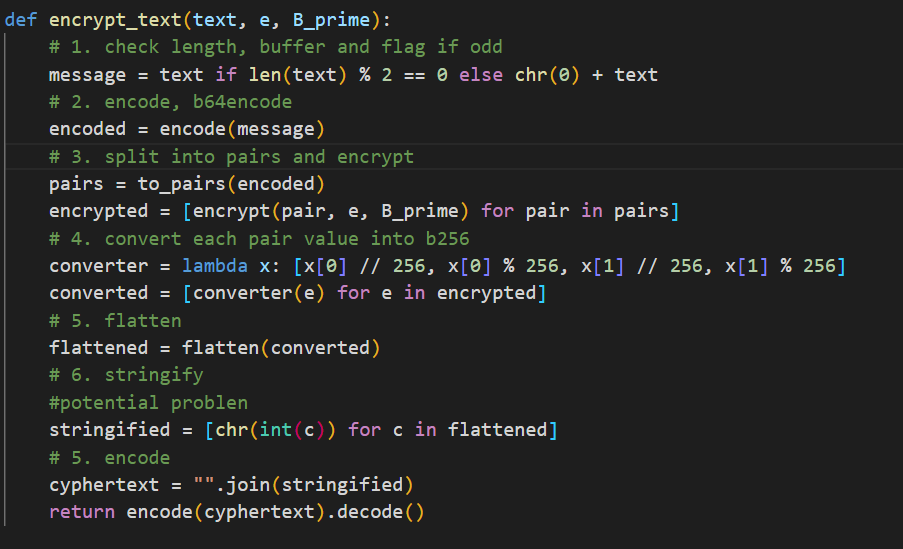 def encrypt_text(text, e, B_prime):
    # 1. check length, buffer and flag if odd
    message = text if len(text) % 2 == 0 else chr(0) + text
    # 2. encode, b64encode
    encoded = encode(message)
    # 3. split into pairs and encrypt
    pairs = to_pairs(encoded)
    encrypted = [encrypt(pair, e, B_prime) for pair in pairs]
    # 4. convert each pair value into b256
    converter = lambda x: [x[0] // 256, x[0] % 256, x[1] // 256, x[1] % 256]
    converted = [converter(e) for e in encrypted]
    # 5. flatten
    flattened = flatten(converted)
    # 6. stringify
    #potential problen
    stringified = [chr(int(c)) for c in flattened]
    # 5. encode
    cyphertext = "".join(stringified)
    return encode(cyphertext).decode()